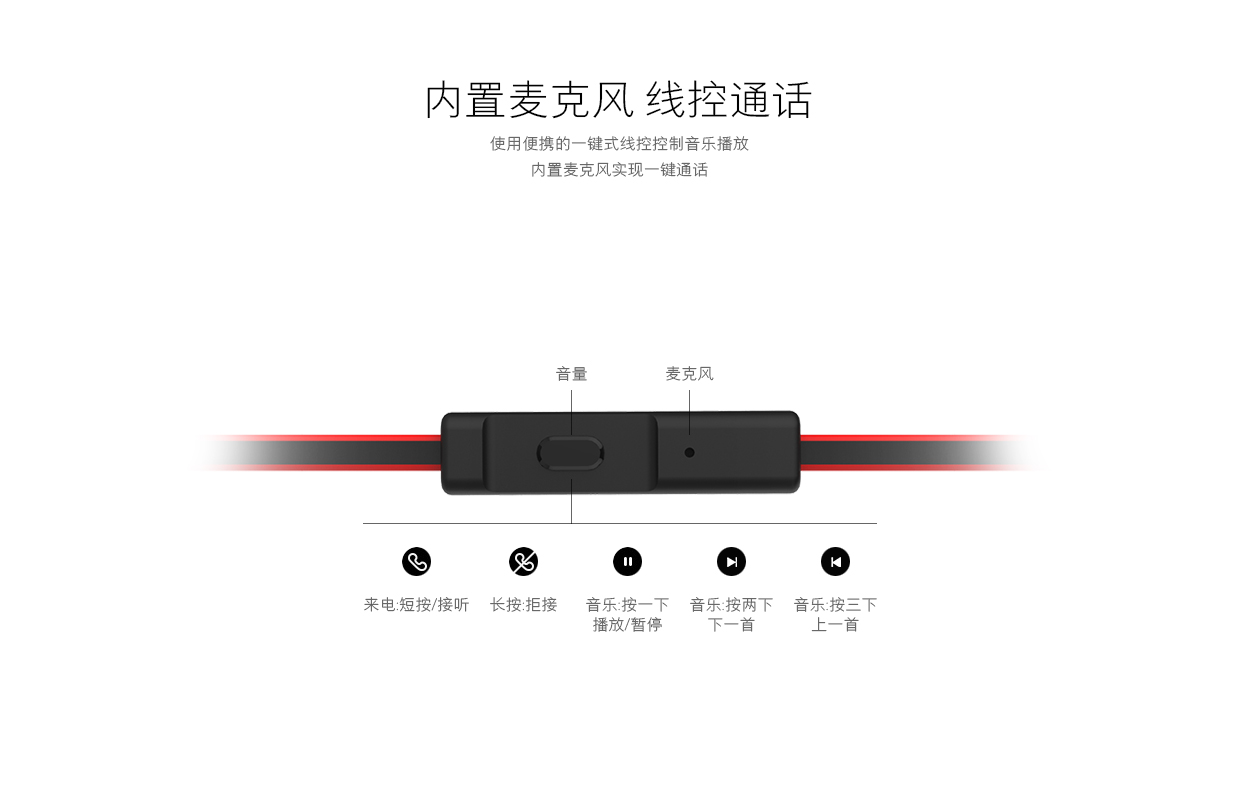 内置麦克风 线控通话
使用便携的一键式线控控制音乐播放
内置麦克风实现一键通话
音量
麦克风
来电:短按/接听
长按:拒接
音乐:按一下
播放/暂停
音乐:按两下
下一首
音乐:按三下
上一首